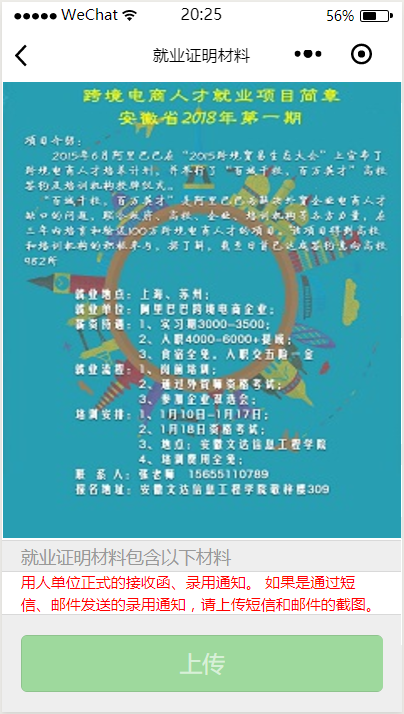 WeChat 20:25 56%
就业证明材料
跨境电商人才就业项目简章
安徽省2018年第一期
项目介绍:
2015年6月阿里巴巴在“2015跨境贸易生态大会”上宣布了
跨境电商人才培养计划,并举行了“百城千校,百万英才”高校
签约及培训机构授牌仪式。
“百城千校,百万英才”是阿里巴巴为解决外贸企业电商人才
缺口的问题,联合政府、高校、企业、培训机构等各方力量,在
三年内培育和输送100万跨境电商人才的项目。该项目得到高校
和培训机构的积极参与,据了解,截至目前已达成签约意向高校
982所
就业地点:上海、苏州;
就业单位:阿里巴巴跨境电商企业;
薪资待遇:1、实习期3000-3500;
2、入职4000-6000+提成;
3、食宿全免,入职交五险一金
就业流程:1、岗前培训;
2、通过外贸师资格考试;
3、参加企业双选会;
培训安排:1、1月10日-1月17日;
2、1月18日资格考试;
3、地点:安徽文达信息工程学院
4、培训费用全免;
联 系 人:张老师 15655110789
报名地址:安徽文达信息工程学院敬梓楼309
就业证明材料包含以下材料
用人单位正式的接收函、录用通知。 如果是通过短
信、邮件发送的录用通知,请上传短信和邮件的截图。
上传